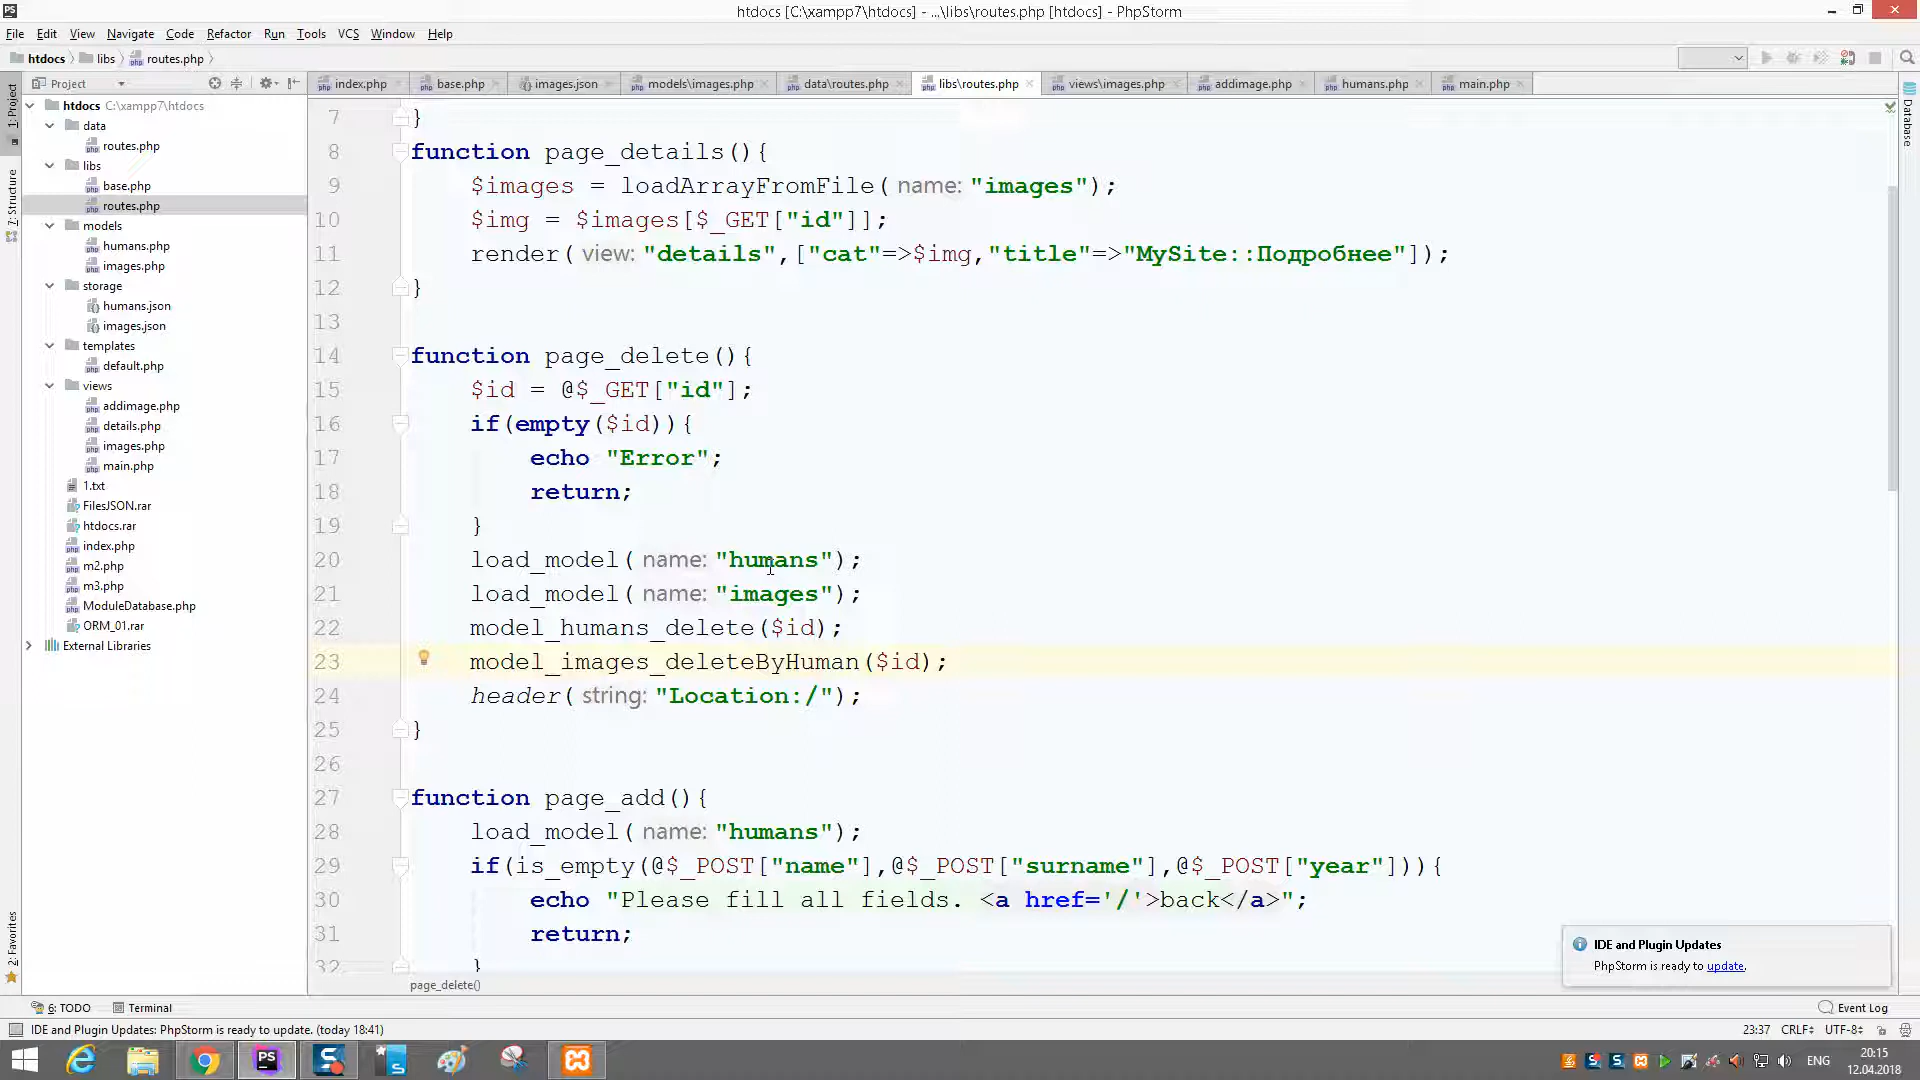 PS
htdocs [C:\xampp7\htdocs] - ...\libs\routes.php [htdocs] - PhpStorm
File Edit View Navigate Code Refactor Run Tools VCS Window Help
htdocs libs routes.php
Project index.php base.php images.json models\images.php data\routes.php libs\routes.php views\images.php addimage.php humans.php main.php
1: Project
7: Structure
2: Favorites
Database
htdocs C:\xampp7\htdocs
data
routes.php
libs
base.php
routes.php
models
humans.php
images.php
storage
humans.json
images.json
templates
default.php
views
addimage.php
details.php
images.php
main.php
1.txt
FilesJSON.rar
htdocs.rar
index.php
m2.php
m3.php
ModuleDatabase.php
ORM_01.rar
External Libraries
7 }
8 function page_details(){
9 $images = loadArrayFromFile( name: "images");
10 $img = $images[$_GET["id"]];
11 render( view: "details",["cat"=>$img,"title"=>"MySite::Подробнее"]);
12 }
13
14 function page_delete(){
15 $id = @$_GET["id"];
16 if(empty($id)){
17 echo "Error";
18 return;
19 }
20 load_model( name: "humans");
21 load_model( name: "images");
22 model_humans_delete($id);
23 model_images_deleteByHuman($id);
24 header( string: "Location:/");
25 }
26
27 function page_add(){
28 load_model( name: "humans");
29 if(is_empty(@$_POST["name"],@$_POST["surname"],@$_POST["year"])){
30 echo "Please fill all fields. <a href='/'>back</a>";
31 return;
32 }
page_delete()
IDE and Plugin Updates
PhpStorm is ready to update.
6: TODO Terminal Event Log
IDE and Plugin Updates: PhpStorm is ready to update. (today 18:41) 23:37 CRLF UTF-8
ENG 20:15
12.04.2018